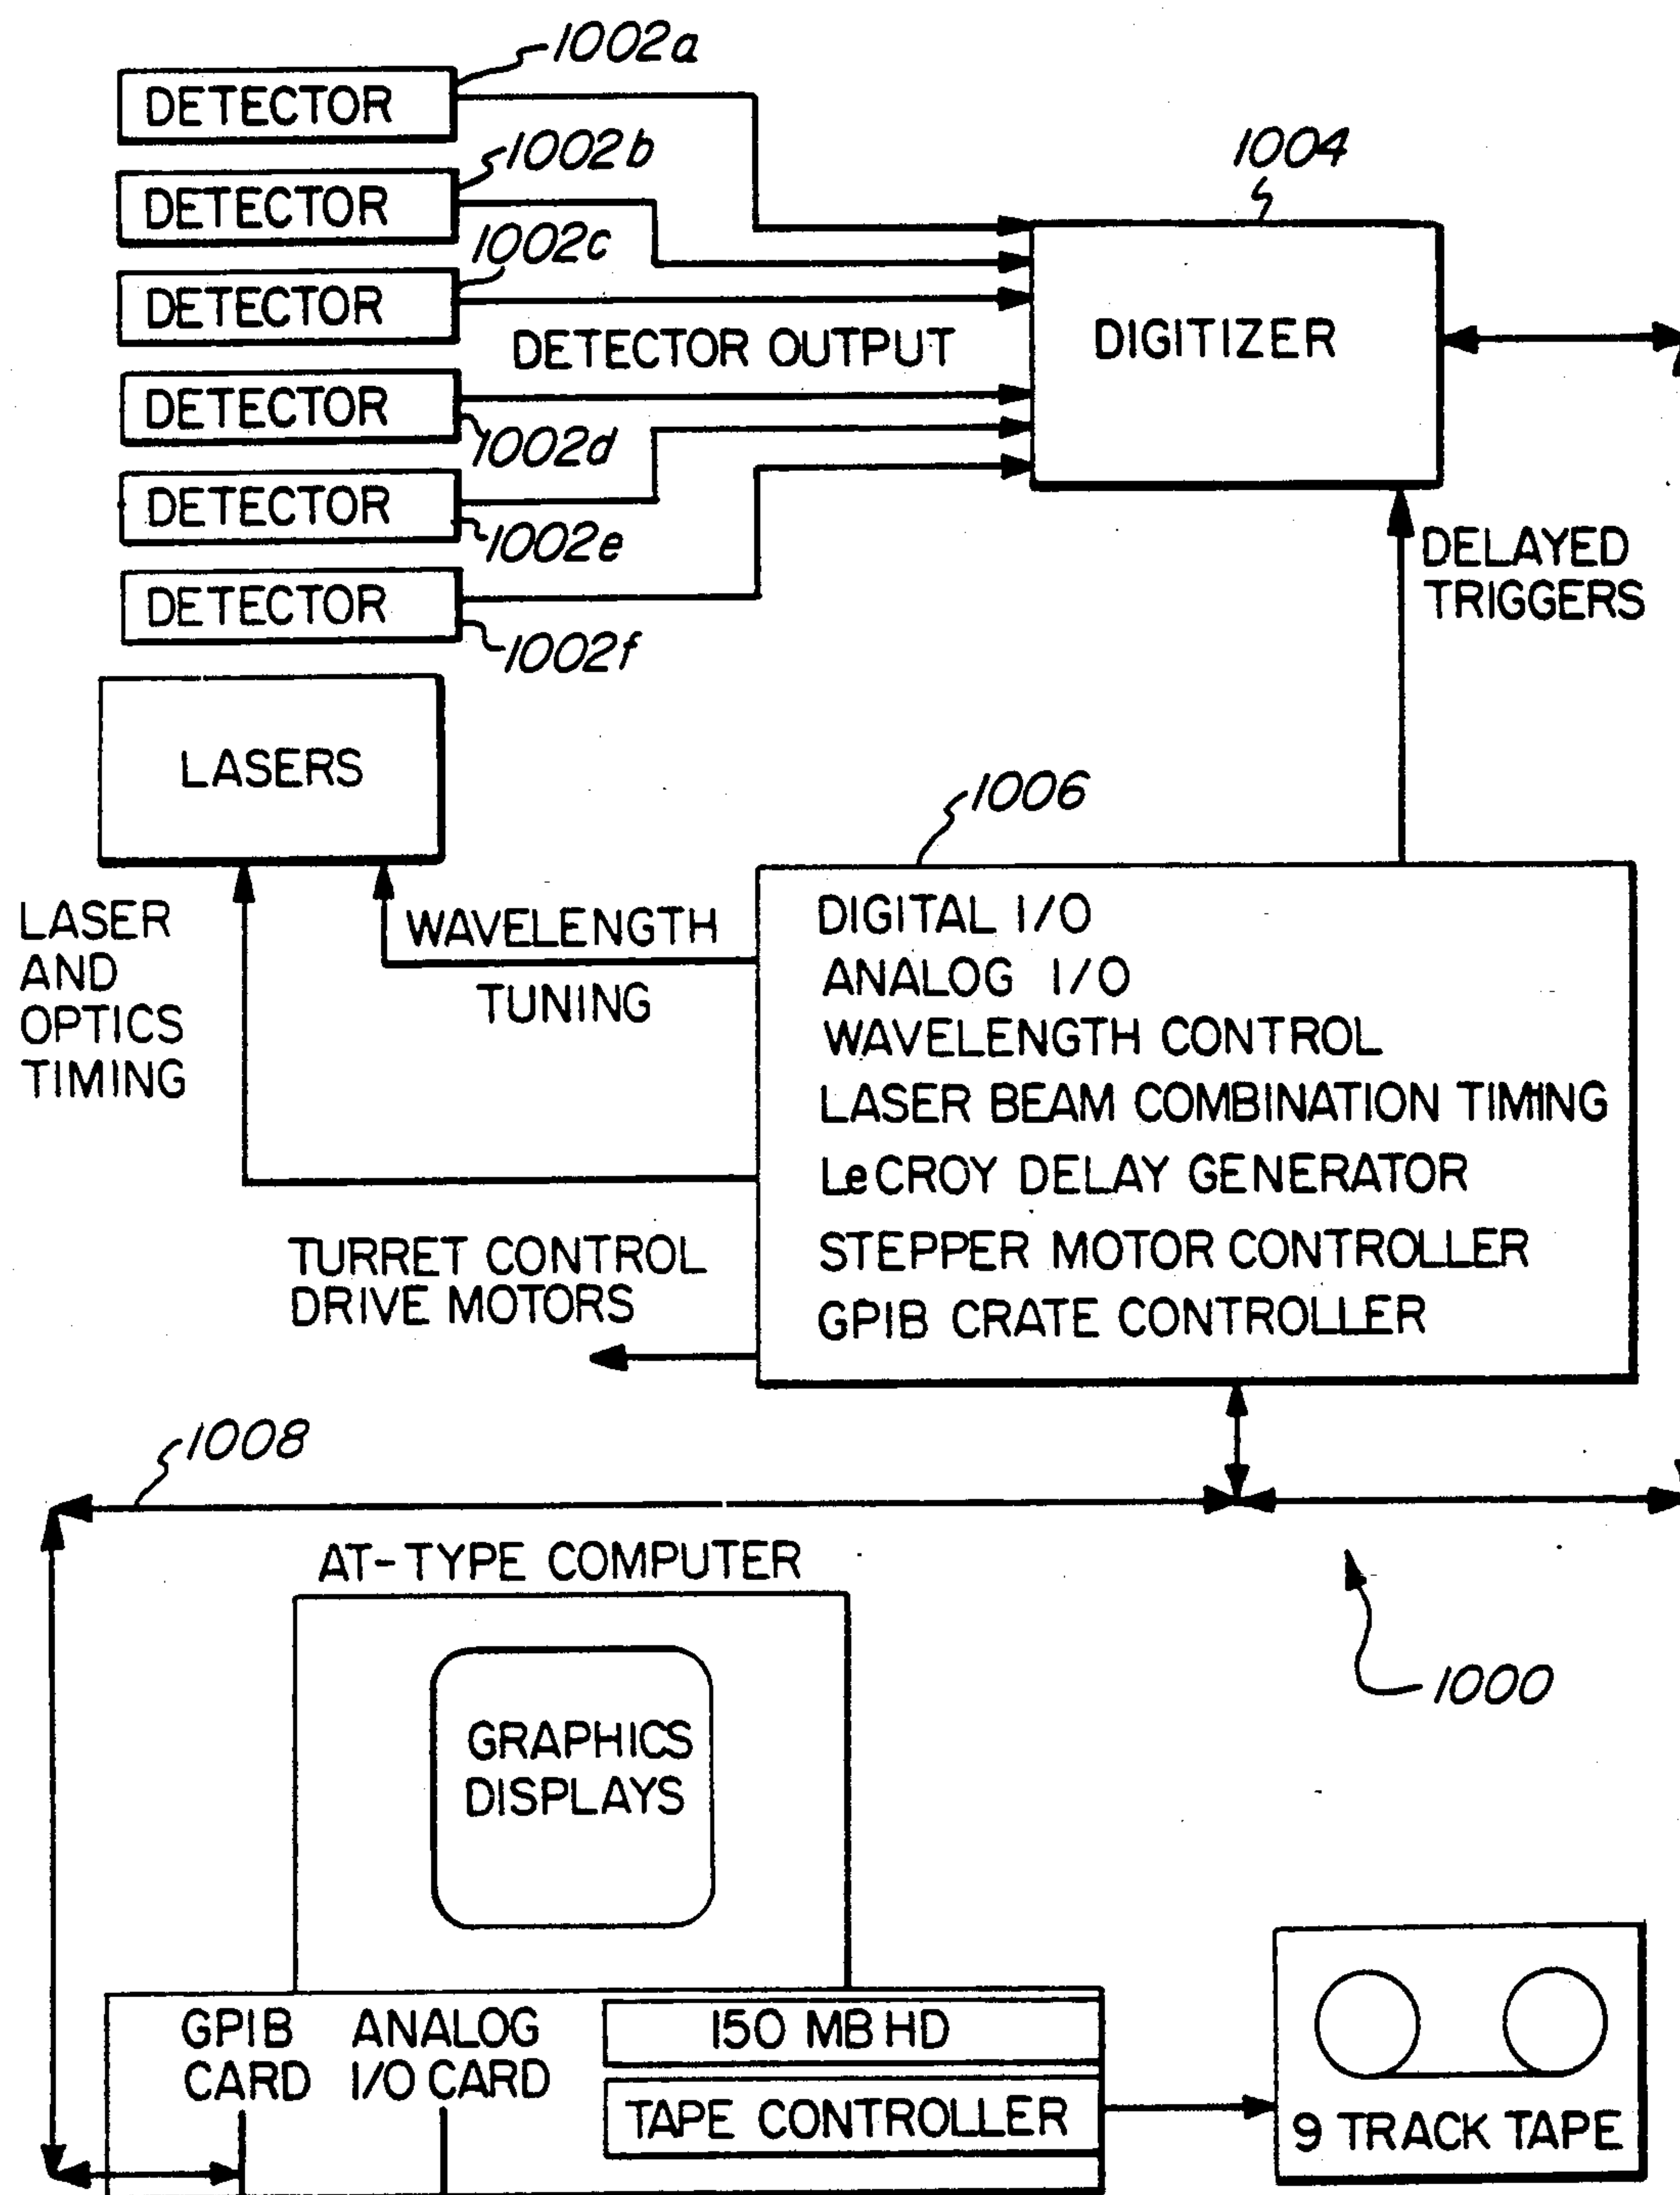 1002a
DETECTOR
1002b
DETECTOR
1002c
DETECTOR
DETECTOR OUTPUT
DETECTOR
1002d
DETECTOR
1002e
DETECTOR
1002f
1004
DIGITIZER
DELAYED
TRIGGERS
LASERS
1006
LASER
AND
OPTICS
TIMING
WAVELENGTH
TUNING
DIGITAL I/O
ANALOG I/O
WAVELENGTH CONTROL
LASER BEAM COMBINATION TIMING
LeCROY DELAY GENERATOR
STEPPER MOTOR CONTROLLER
GPIB CRATE CONTROLLER
TURRET CONTROL
DRIVE MOTORS
1008
AT-TYPE COMPUTER
1000
GRAPHICS
DISPLAYS
GPIB
CARD
ANALOG
I/O CARD
150 MB HD
TAPE CONTROLLER
9 TRACK TAPE